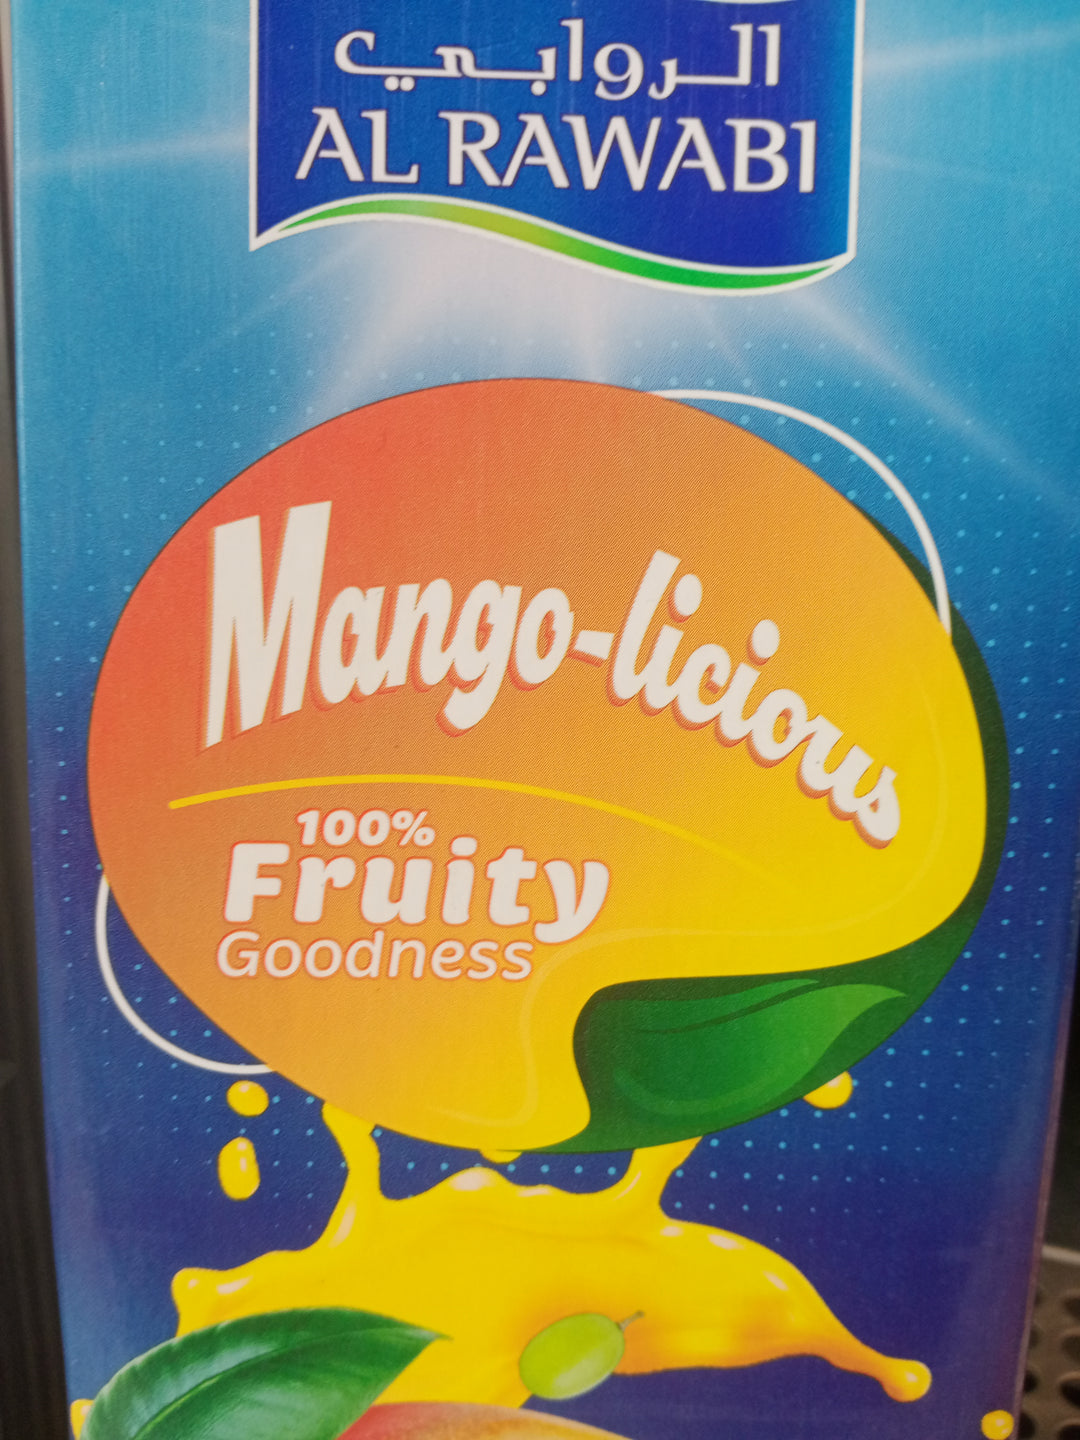 الروابي
AL RAWABI
Mango-licious
100%
Fruity
Goodness